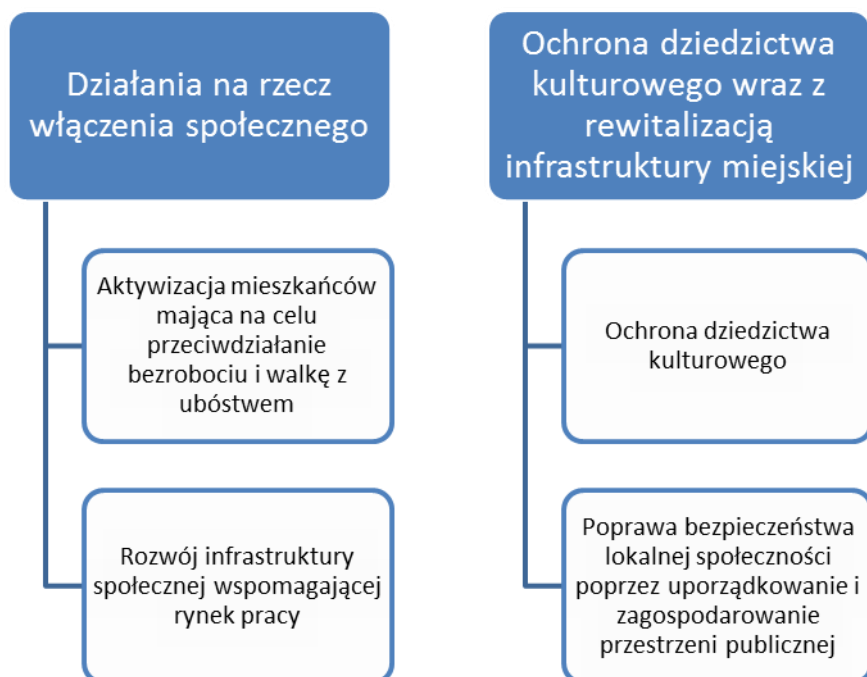 Działania na rzecz
włączenia społecznego
Aktywizacja mieszkańców
mająca na celu
przeciwdziałanie
bezrobociu i walkę z
ubóstwem
Rozwój infrastruktury
społecznej wspomagającej
rynek pracy
Ochrona dziedzictwa
kulturowego wraz z
rewitalizacją
infrastruktury miejskiej
Ochrona dziedzictwa
kulturowego
Poprawa bezpieczeństwa
lokalnej społeczności
poprzez uporządkowanie i
zagospodarowanie
przestrzeni publicznej